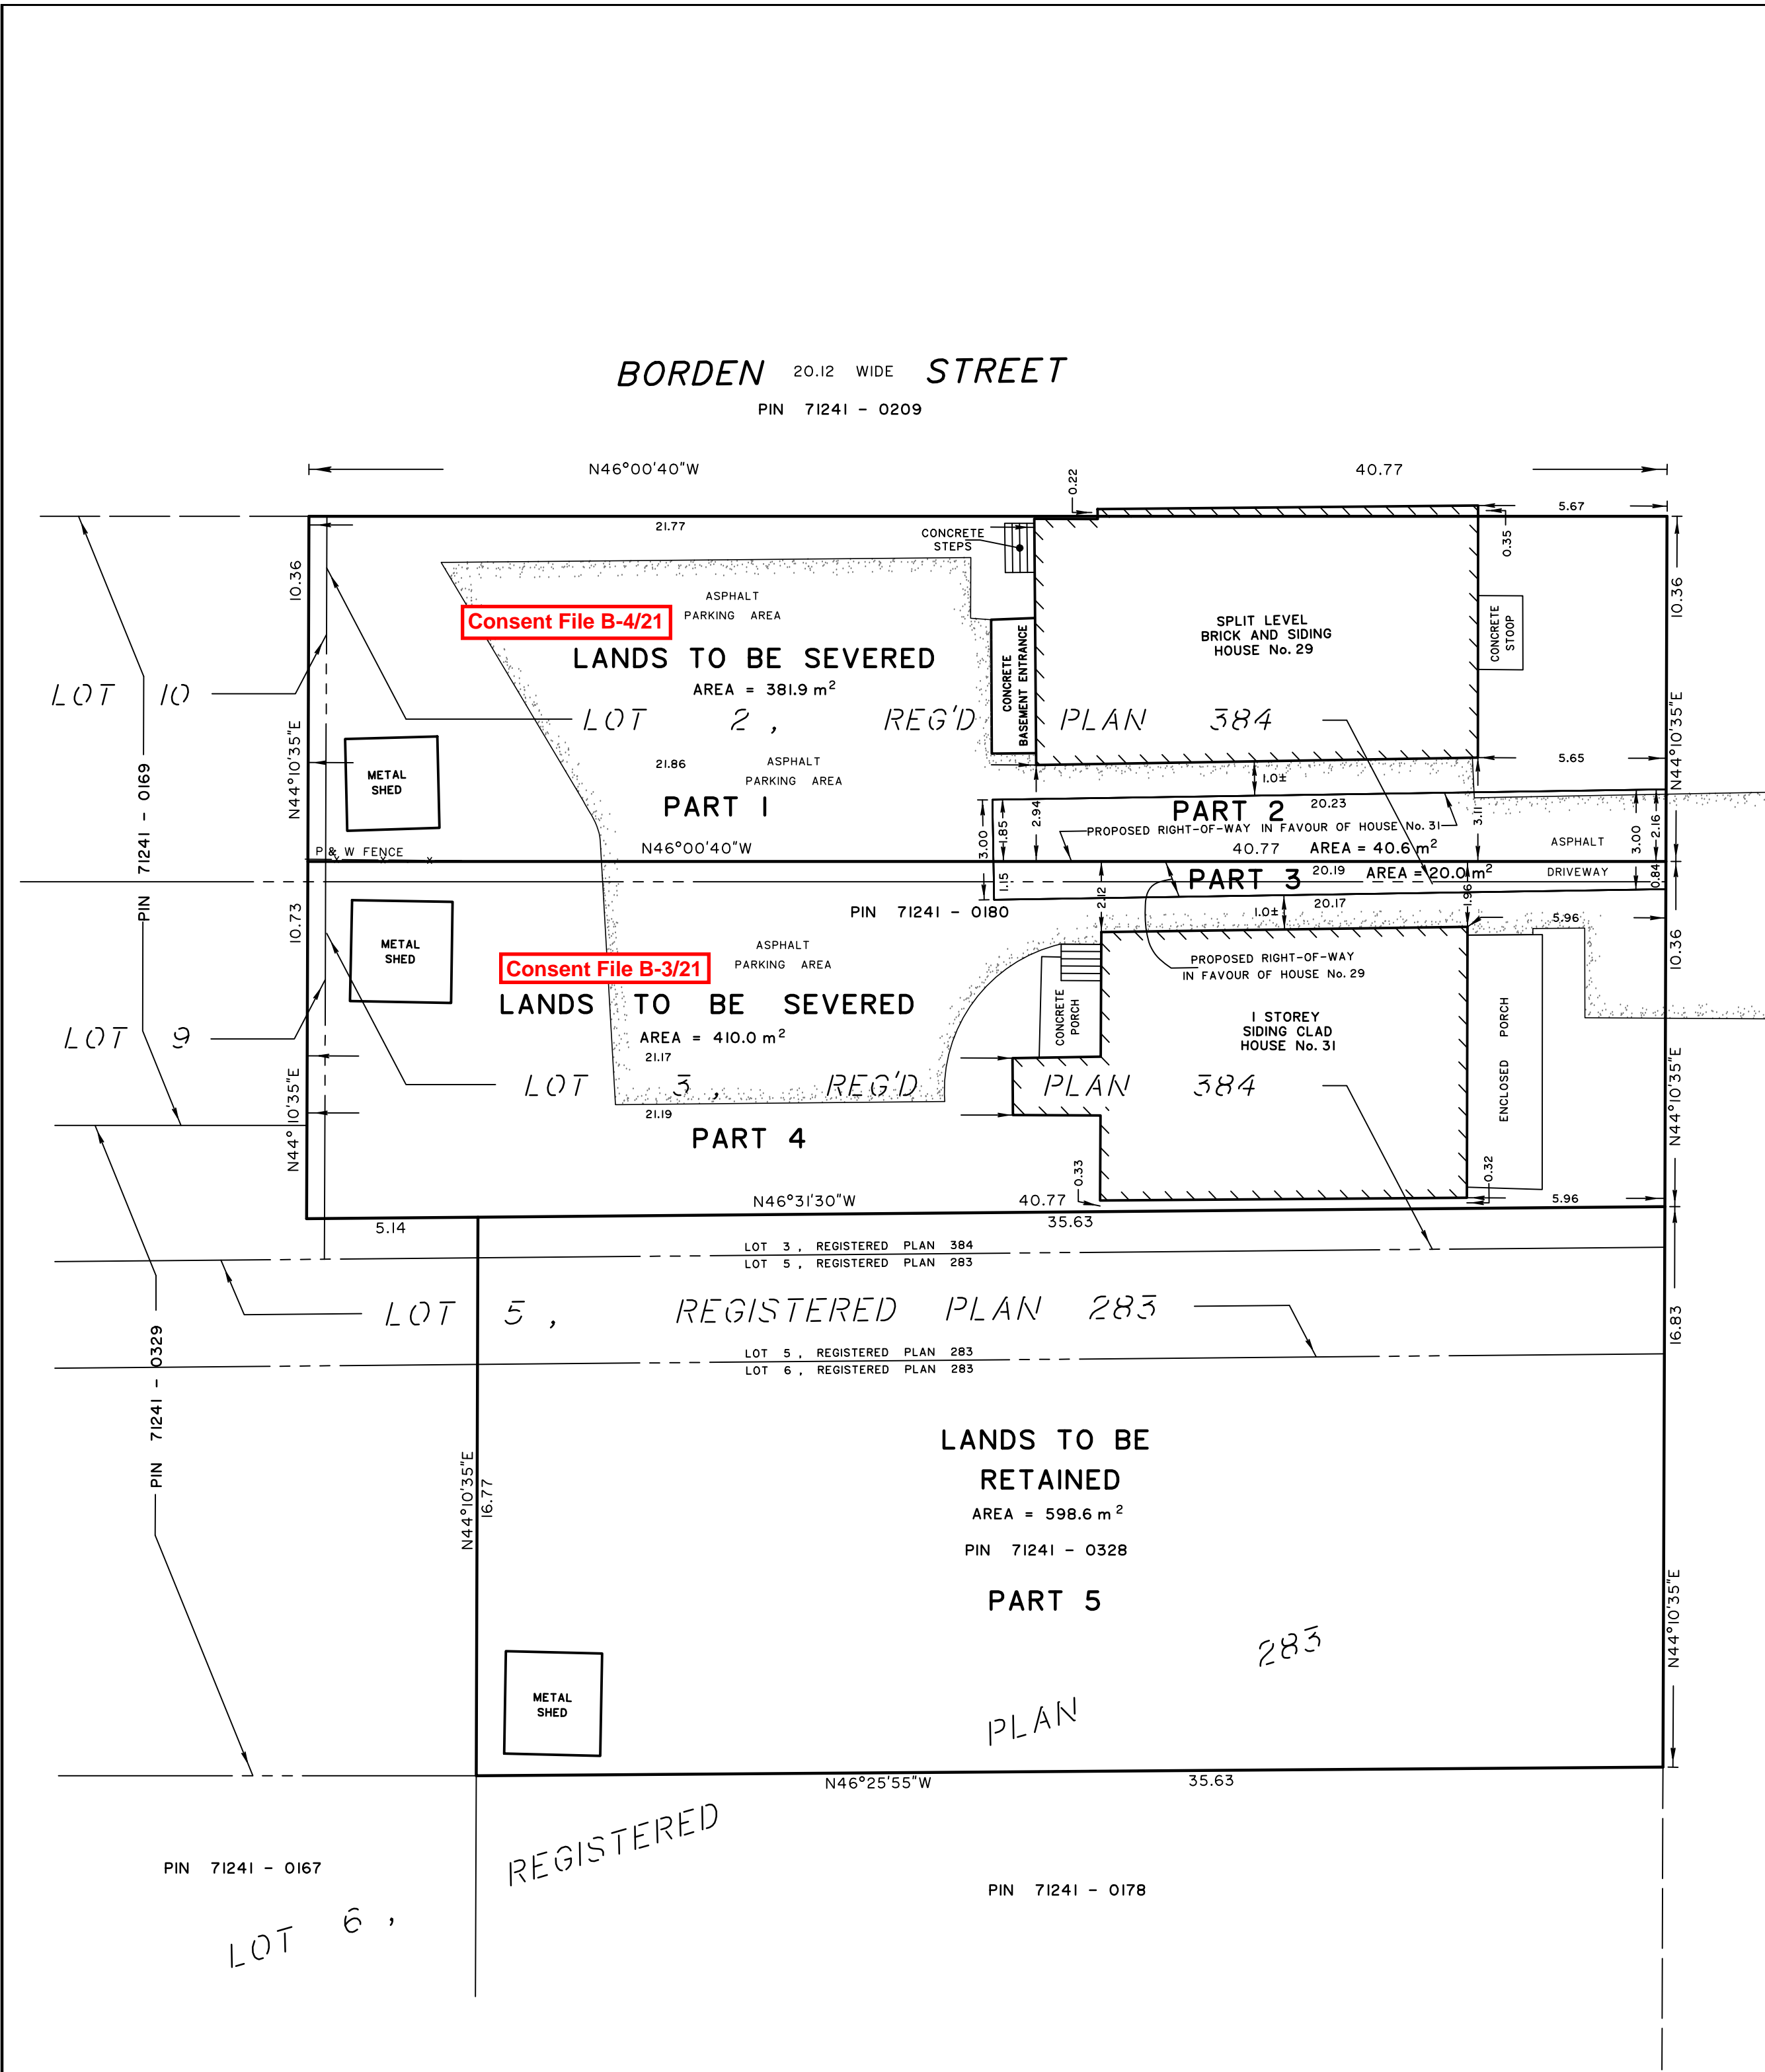 BORDEN 20.12 WIDE STREET
PIN 71241 - 0209
N46°00'40"W 40.77
0.22
5.67
21.77
CONCRETE
STEPS
0.35
10.36
10.36
ASPHALT
PARKING AREA
Consent File B-4/21
SPLIT LEVEL
BRICK AND SIDING
HOUSE No. 29
CONCRETE
STOOP
LANDS TO BE SEVERED
AREA = 381.9 m²
CONCRETE
BASEMENT ENTRANCE
LOT 10
LOT 2 , REG'D PLAN 384
N44°10'35"E
N44°10'35"E
PIN 71241 - 0169
METAL
SHED
21.86
ASPHALT
PARKING AREA
5.65
1.0±
PART 1
PART 2 20.23
3.00
1.85
2.94
3.11
3.00
2.16
PROPOSED RIGHT-OF-WAY IN FAVOUR OF HOUSE No. 31
P & W FENCE
N46°00'40"W
40.77 AREA = 40.6 m²
ASPHALT
DRIVEWAY
PART 3 20.19 AREA = 20.0 m²
1.15
2.12
1.96
0.84
20.17
1.0±
5.96
PIN 71241 - 0180
10.73
10.36
METAL
SHED
ASPHALT
PARKING AREA
PROPOSED RIGHT-OF-WAY
IN FAVOUR OF HOUSE No. 29
Consent File B-3/21
LANDS TO BE SEVERED
AREA = 410.0 m²
CONCRETE
PORCH
1 STOREY
SIDING CLAD
HOUSE No. 31
ENCLOSED PORCH
LOT 9
21.17
LOT 3 , REG'D PLAN 384
21.19
N44°10'35"E
N44°10'35"E
PART 4
0.33
0.32
5.96
N46°31'30"W 40.77
5.14
35.63
LOT 3 , REGISTERED PLAN 384
LOT 5 , REGISTERED PLAN 283
LOT 5 , REGISTERED PLAN 283
16.83
LOT 5 , REGISTERED PLAN 283
LOT 6 , REGISTERED PLAN 283
PIN 71241 - 0329
LANDS TO BE
RETAINED
AREA = 598.6 m²
PIN 71241 - 0328
PART 5
N44°10'35"E
16.77
N44°10'35"E
METAL
SHED
N46°25'55"W 35.63
PIN 71241 - 0167
PIN 71241 - 0178
LOT 6 , REGISTERED PLAN 283